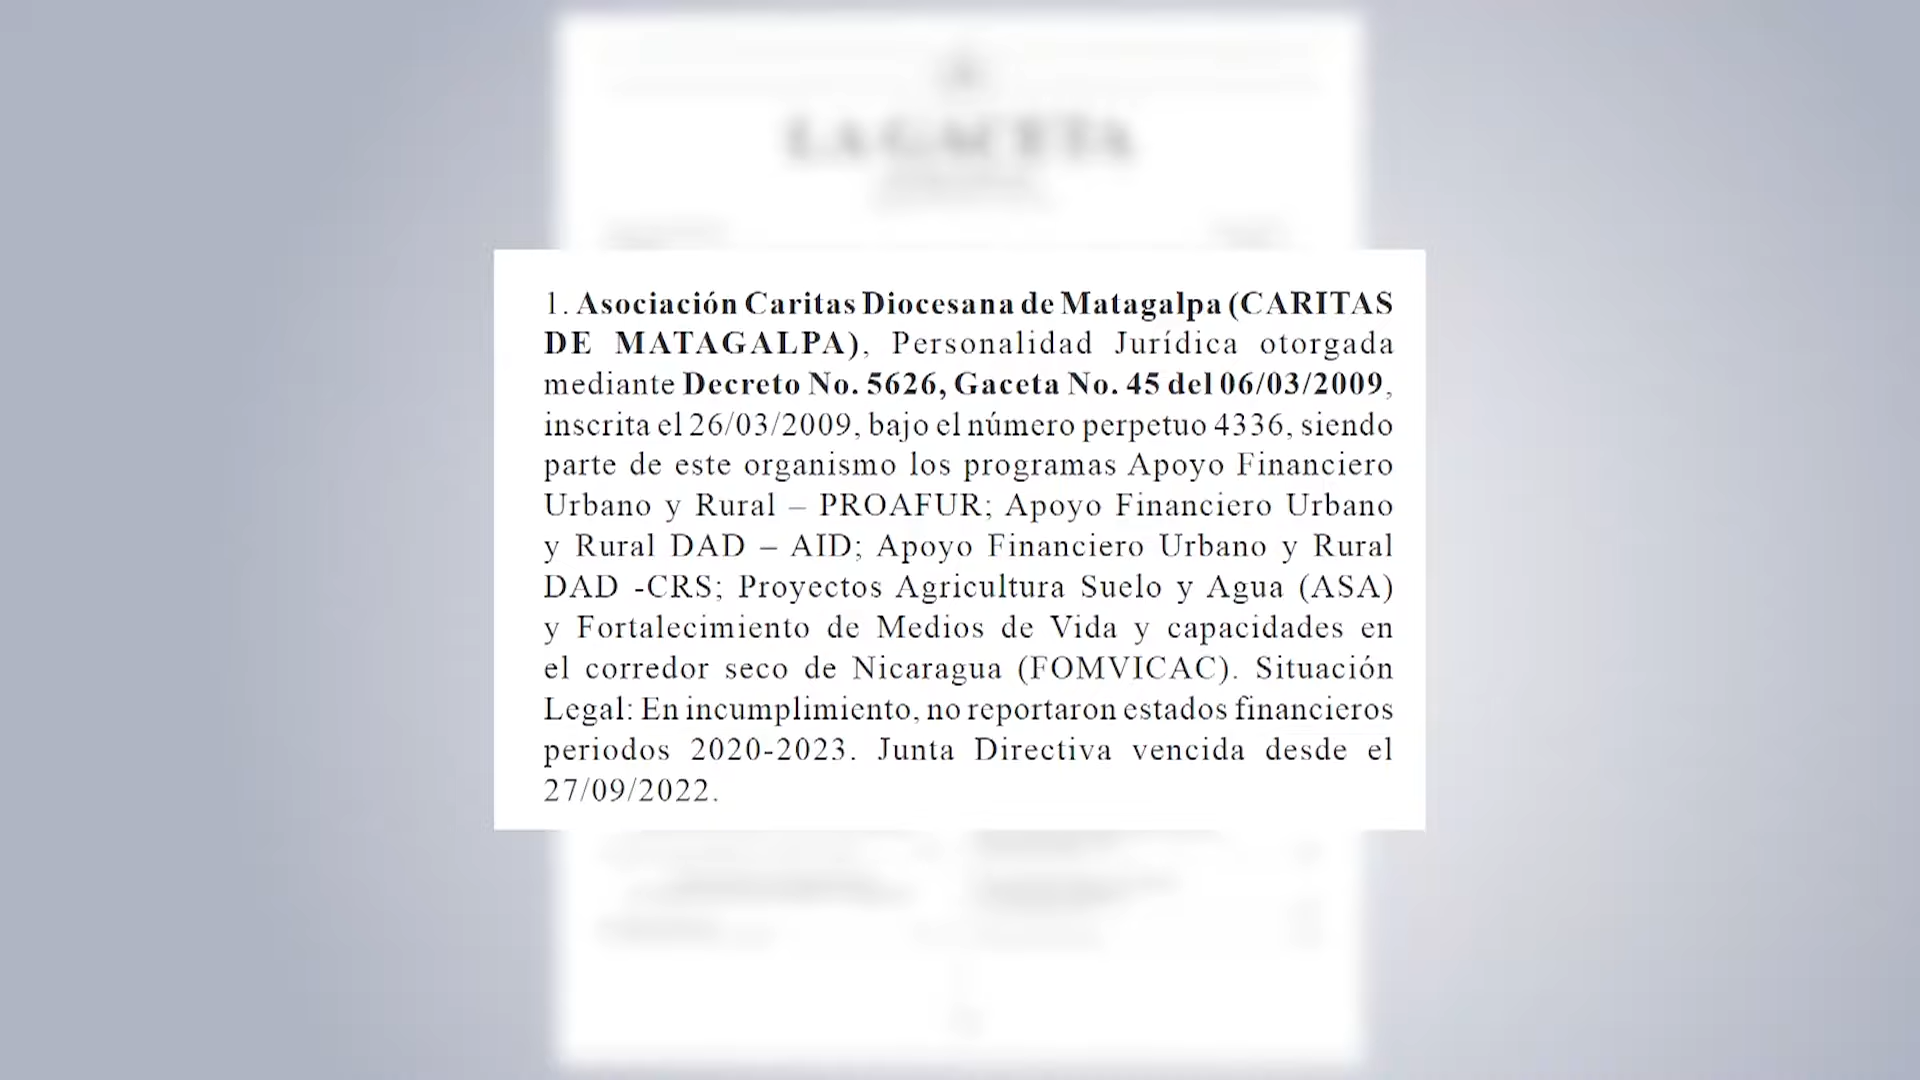 LA GACETA
1. Asociación Caritas Diocesana de Matagalpa (CARITAS
DE MATAGALPA), Personalidad Jurídica otorgada
mediante Decreto No. 5626, Gaceta No. 45 del 06/03/2009,
inscrita el 26/03/2009, bajo el número perpetuo 4336, siendo
parte de este organismo los programas Apoyo Financiero
Urbano y Rural – PROAFUR; Apoyo Financiero Urbano
y Rural DAD – AID; Apoyo Financiero Urbano y Rural
DAD -CRS; Proyectos Agricultura Suelo y Agua (ASA)
y Fortalecimiento de Medios de Vida y capacidades en
el corredor seco de Nicaragua (FOMVICAC). Situación
Legal: En incumplimiento, no reportaron estados financieros
periodos 2020-2023. Junta Directiva vencida desde el
27/09/2022.